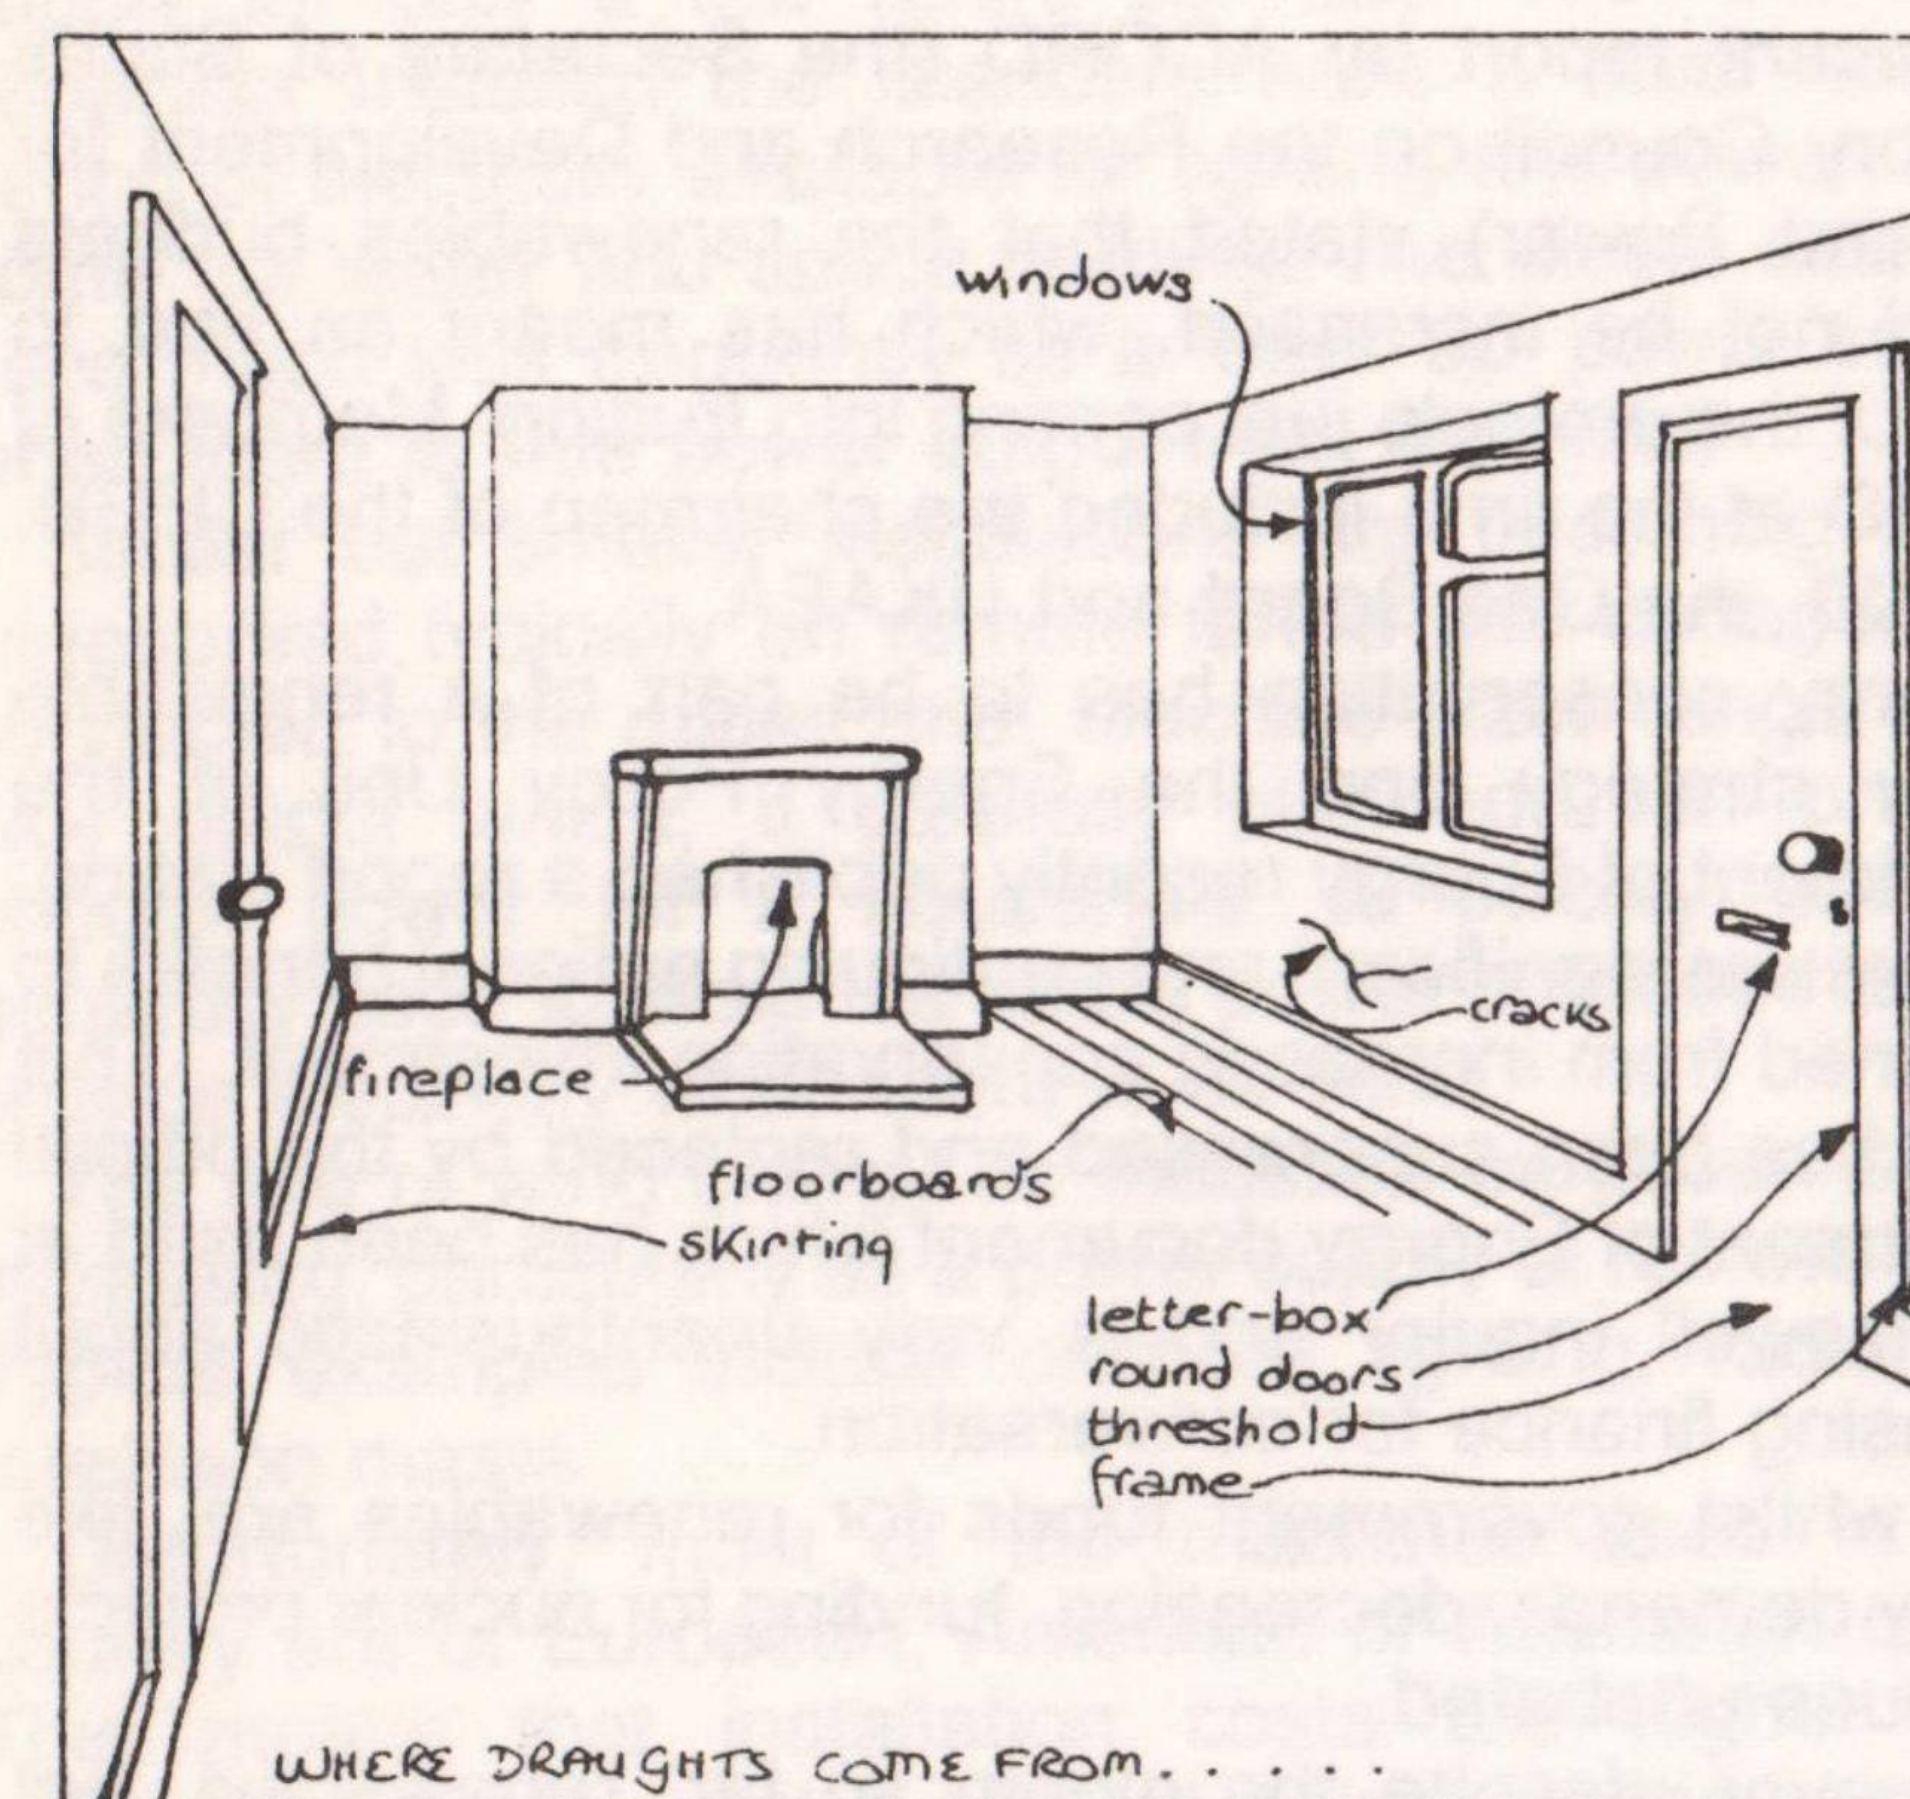 windows
cracks
fireplace
floorboards
skirting
letter-box
round doors
threshold
frame
WHERE DRAUGHTS COME FROM.....